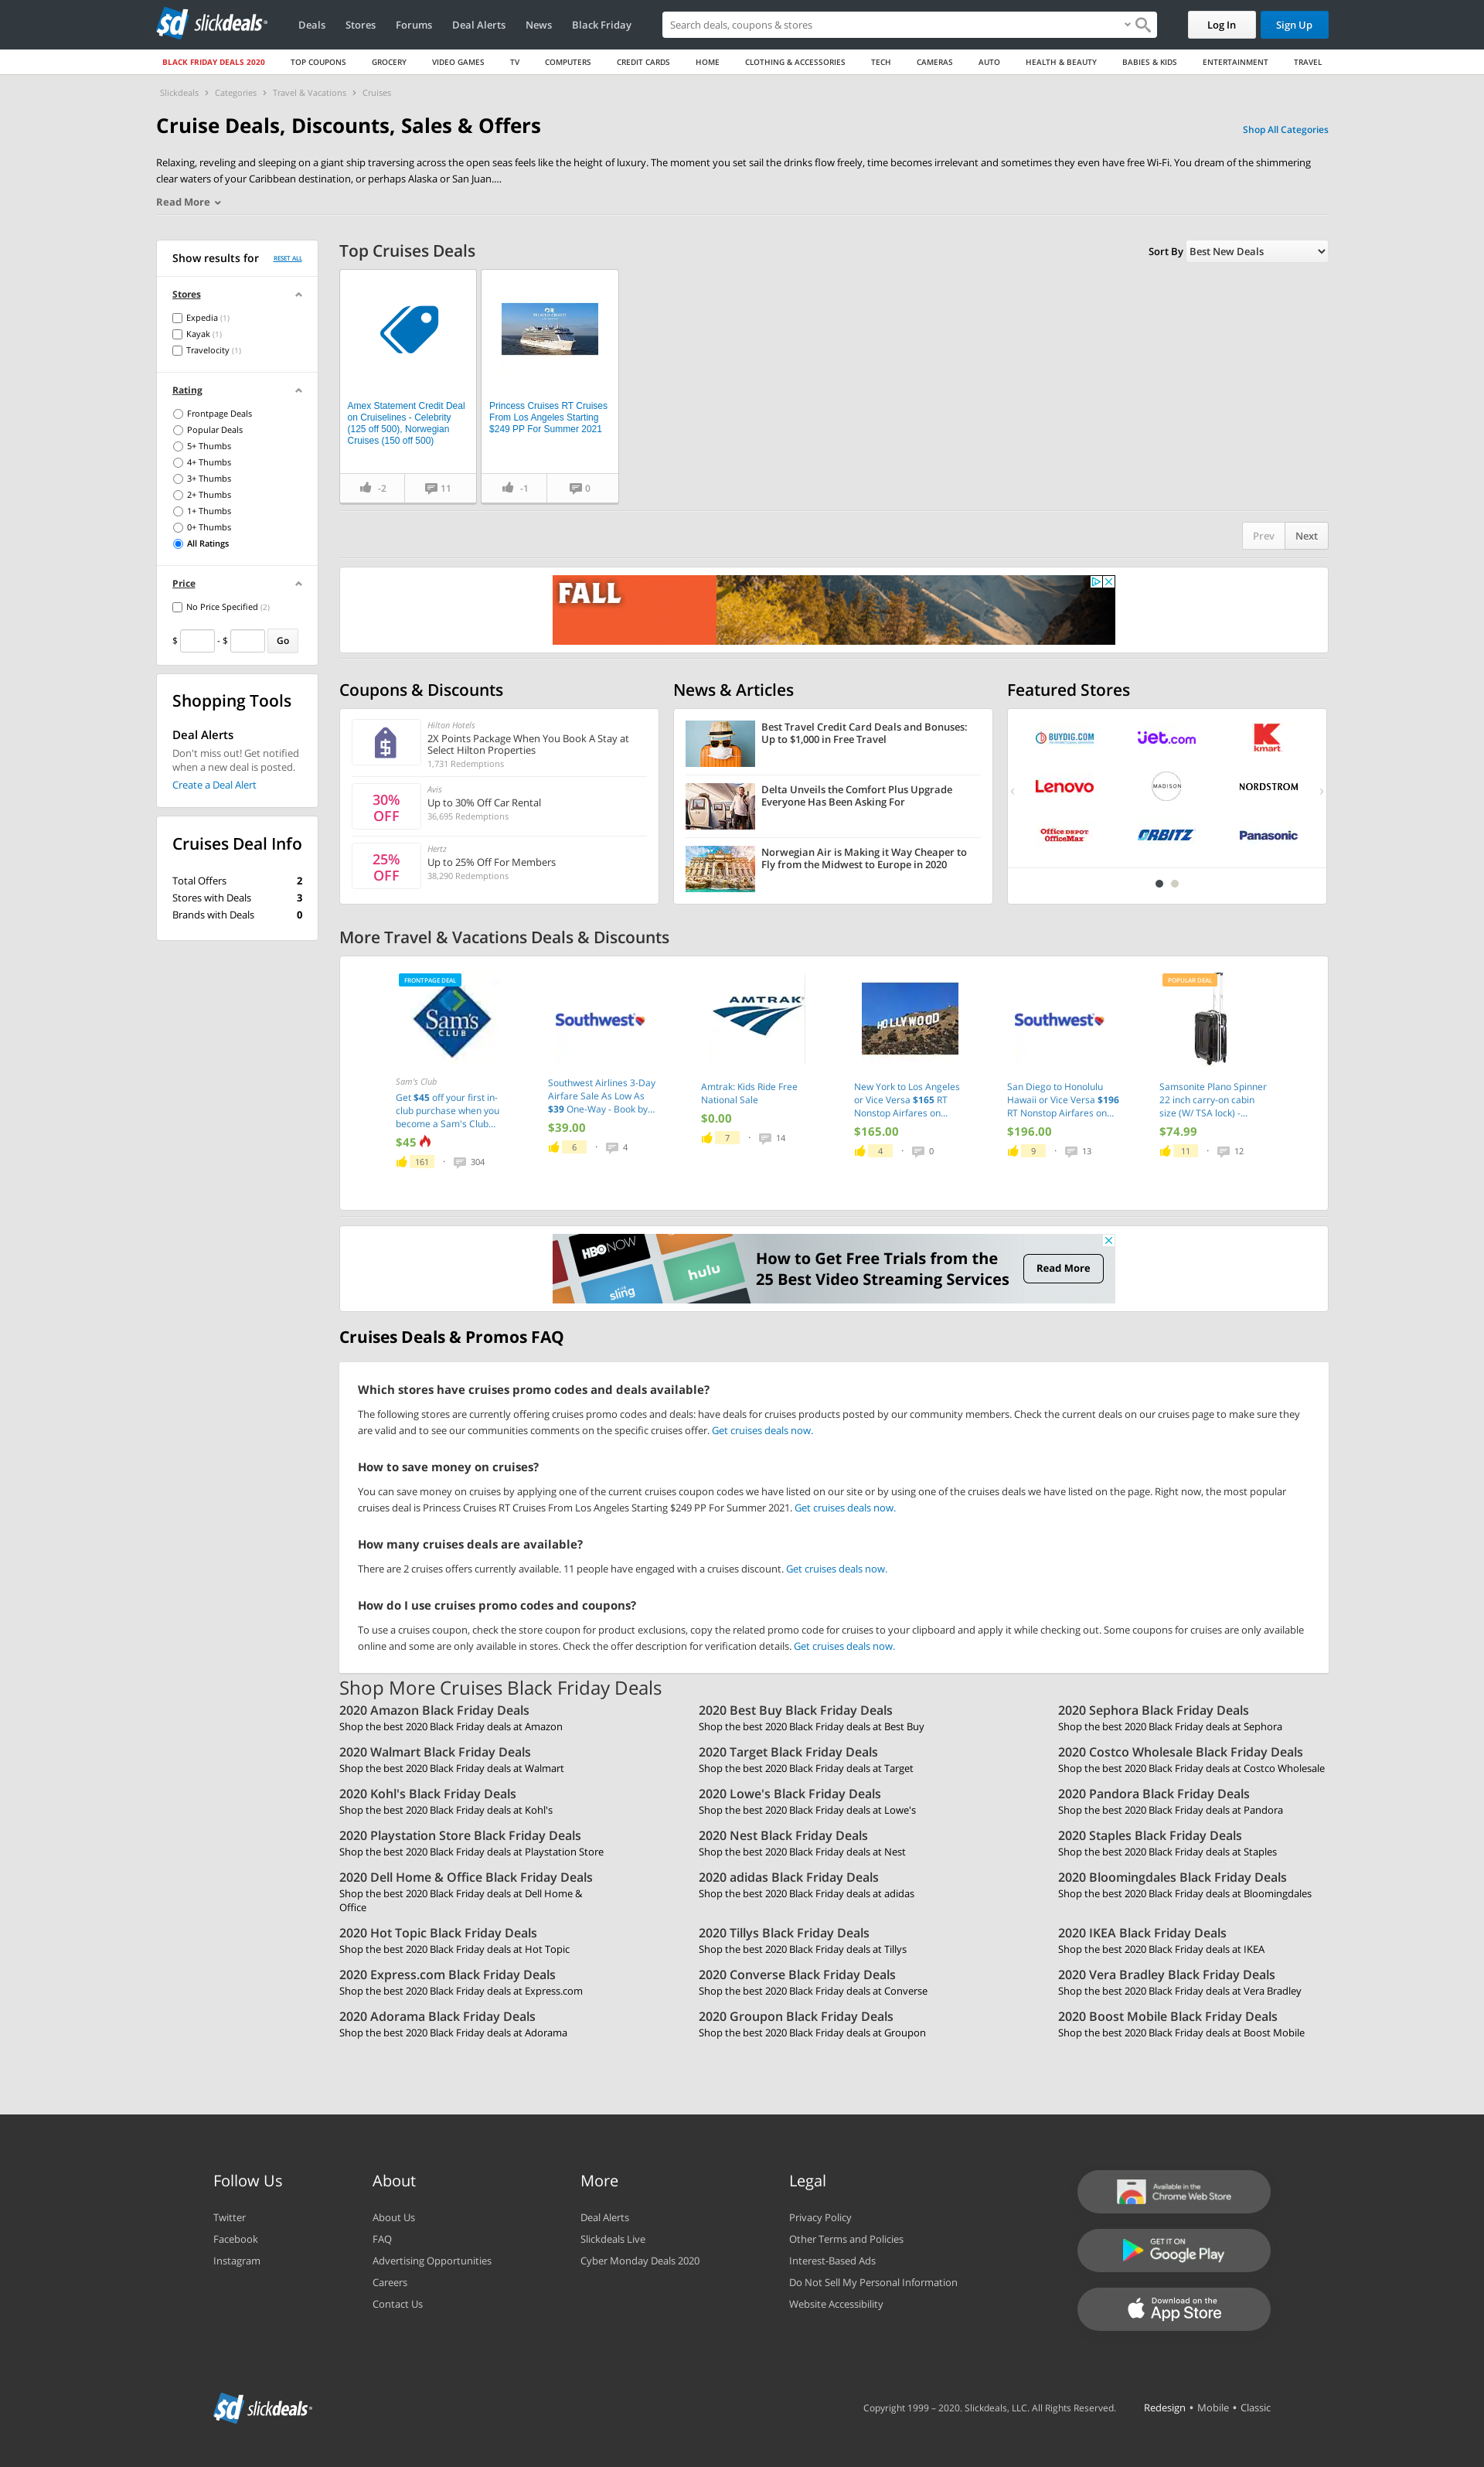 slickdeals
Deals Stores Forums Deal Alerts News Black Friday
Search deals, coupons & stores
Log In Sign Up
BLACK FRIDAY DEALS 2020 TOP COUPONS GROCERY VIDEO GAMES TV COMPUTERS CREDIT CARDS HOME CLOTHING & ACCESSORIES TECH CAMERAS AUTO HEALTH & BEAUTY BABIES & KIDS ENTERTAINMENT TRAVEL
Slickdeals › Categories › Travel & Vacations › Cruises
Cruise Deals, Discounts, Sales & Offers
Shop All Categories
Relaxing, reveling and sleeping on a giant ship traversing across the open seas feels like the height of luxury. The moment you set sail the drinks flow freely, time becomes irrelevant and sometimes they even have free Wi-Fi. You dream of the shimmering
clear waters of your Caribbean destination, or perhaps Alaska or San Juan....
Read More
Show results for RESET ALL
Stores
Expedia (1)
Kayak (1)
Travelocity (1)
Rating
Frontpage Deals
Popular Deals
5+ Thumbs
4+ Thumbs
3+ Thumbs
2+ Thumbs
1+ Thumbs
0+ Thumbs
All Ratings
Price
No Price Specified (2)
$ - $ Go
Shopping Tools
Deal Alerts
Don't miss out! Get notified
when a new deal is posted.
Create a Deal Alert
Cruises Deal Info
Total Offers 2
Stores with Deals 3
Brands with Deals 0
Top Cruises Deals
Sort By Best New Deals
Amex Statement Credit Deal
on Cruiselines - Celebrity
(125 off 500), Norwegian
Cruises (150 off 500)
-2 11
Princess Cruises RT Cruises
From Los Angeles Starting
$249 PP For Summer 2021
-1 0
Prev Next
FALL
Coupons & Discounts
Hilton Hotels
2X Points Package When You Book A Stay at
Select Hilton Properties
1,731 Redemptions
30%
OFF
Avis
Up to 30% Off Car Rental
36,695 Redemptions
25%
OFF
Hertz
Up to 25% Off For Members
38,290 Redemptions
News & Articles
Best Travel Credit Card Deals and Bonuses:
Up to $1,000 in Free Travel
Delta Unveils the Comfort Plus Upgrade
Everyone Has Been Asking For
Norwegian Air is Making it Way Cheaper to
Fly from the Midwest to Europe in 2020
Featured Stores
BUYDIG.COM jet.com kmart
Lenovo MADISON NORDSTROM
Office DEPOT
OfficeMax ORBITZ Panasonic
More Travel & Vacations Deals & Discounts
FRONTPAGE DEAL
Sam's
CLUB
Sam's Club
Get $45 off your first in-
club purchase when you
become a Sam's Club...
$45
161 · 304
Southwest
Southwest Airlines 3-Day
Airfare Sale As Low As
$39 One-Way - Book by...
$39.00
6 · 4
AMTRAK
Amtrak: Kids Ride Free
National Sale
$0.00
7 · 14
HOLLYWOOD
New York to Los Angeles
or Vice Versa $165 RT
Nonstop Airfares on...
$165.00
4 · 0
Southwest
San Diego to Honolulu
Hawaii or Vice Versa $196
RT Nonstop Airfares on...
$196.00
9 · 13
POPULAR DEAL
Samsonite Plano Spinner
22 inch carry-on cabin
size (W/ TSA lock) -...
$74.99
11 · 12
HBO NOW
hulu
sling
How to Get Free Trials from the
25 Best Video Streaming Services
Read More
Cruises Deals & Promos FAQ
Which stores have cruises promo codes and deals available?
The following stores are currently offering cruises promo codes and deals: have deals for cruises products posted by our community members. Check the current deals on our cruises page to make sure they
are valid and to see our communities comments on the specific cruises offer. Get cruises deals now.
How to save money on cruises?
You can save money on cruises by applying one of the current cruises coupon codes we have listed on our site or by using one of the cruises deals we have listed on the page. Right now, the most popular
cruises deal is Princess Cruises RT Cruises From Los Angeles Starting $249 PP For Summer 2021. Get cruises deals now.
How many cruises deals are available?
There are 2 cruises offers currently available. 11 people have engaged with a cruises discount. Get cruises deals now.
How do I use cruises promo codes and coupons?
To use a cruises coupon, check the store coupon for product exclusions, copy the related promo code for cruises to your clipboard and apply it while checking out. Some coupons for cruises are only available
online and some are only available in stores. Check the offer description for verification details. Get cruises deals now.
Shop More Cruises Black Friday Deals
2020 Amazon Black Friday Deals 2020 Best Buy Black Friday Deals 2020 Sephora Black Friday Deals
Shop the best 2020 Black Friday deals at Amazon Shop the best 2020 Black Friday deals at Best Buy Shop the best 2020 Black Friday deals at Sephora
2020 Walmart Black Friday Deals 2020 Target Black Friday Deals 2020 Costco Wholesale Black Friday Deals
Shop the best 2020 Black Friday deals at Walmart Shop the best 2020 Black Friday deals at Target Shop the best 2020 Black Friday deals at Costco Wholesale
2020 Kohl's Black Friday Deals 2020 Lowe's Black Friday Deals 2020 Pandora Black Friday Deals
Shop the best 2020 Black Friday deals at Kohl's Shop the best 2020 Black Friday deals at Lowe's Shop the best 2020 Black Friday deals at Pandora
2020 Playstation Store Black Friday Deals 2020 Nest Black Friday Deals 2020 Staples Black Friday Deals
Shop the best 2020 Black Friday deals at Playstation Store Shop the best 2020 Black Friday deals at Nest Shop the best 2020 Black Friday deals at Staples
2020 Dell Home & Office Black Friday Deals 2020 adidas Black Friday Deals 2020 Bloomingdales Black Friday Deals
Shop the best 2020 Black Friday deals at Dell Home & Shop the best 2020 Black Friday deals at adidas Shop the best 2020 Black Friday deals at Bloomingdales
Office
2020 Hot Topic Black Friday Deals 2020 Tillys Black Friday Deals 2020 IKEA Black Friday Deals
Shop the best 2020 Black Friday deals at Hot Topic Shop the best 2020 Black Friday deals at Tillys Shop the best 2020 Black Friday deals at IKEA
2020 Express.com Black Friday Deals 2020 Converse Black Friday Deals 2020 Vera Bradley Black Friday Deals
Shop the best 2020 Black Friday deals at Express.com Shop the best 2020 Black Friday deals at Converse Shop the best 2020 Black Friday deals at Vera Bradley
2020 Adorama Black Friday Deals 2020 Groupon Black Friday Deals 2020 Boost Mobile Black Friday Deals
Shop the best 2020 Black Friday deals at Adorama Shop the best 2020 Black Friday deals at Groupon Shop the best 2020 Black Friday deals at Boost Mobile
Follow Us
Twitter
Facebook
Instagram
About
About Us
FAQ
Advertising Opportunities
Careers
Contact Us
More
Deal Alerts
Slickdeals Live
Cyber Monday Deals 2020
Legal
Privacy Policy
Other Terms and Policies
Interest-Based Ads
Do Not Sell My Personal Information
Website Accessibility
Available in the
Chrome Web Store
GET IT ON
Google Play
Download on the
App Store
slickdeals
Copyright 1999 – 2020. Slickdeals, LLC. All Rights Reserved. Redesign • Mobile • Classic